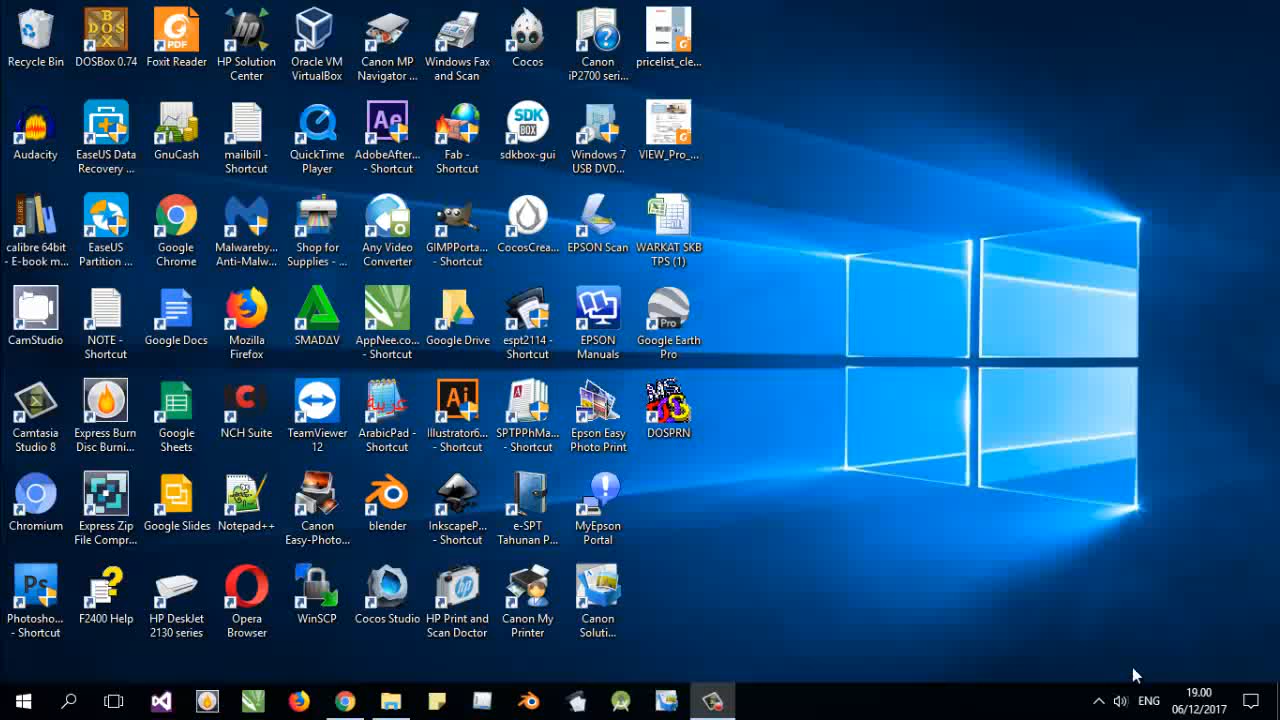 Recycle Bin
DOSBox 0.74
Foxit Reader
HP Solution
Center
Oracle VM
VirtualBox
Canon MP
Navigator ...
Windows Fax
and Scan
Cocos
Canon
iP2700 seri...
pricelist_cle...
Audacity
EaseUS Data
Recovery ...
GnuCash
mailbill -
Shortcut
QuickTime
Player
AdobeAfter...
- Shortcut
Fab -
Shortcut
sdkbox-gui
Windows 7
USB DVD...
VIEW_Pro_...
calibre 64bit
- E-book m...
EaseUS
Partition ...
Google
Chrome
Malwareby...
Anti-Malw...
Shop for
Supplies - ...
Any Video
Converter
GIMPPorta...
- Shortcut
CocosCrea...
EPSON Scan
WARKAT SKB
TPS (1)
CamStudio
NOTE -
Shortcut
Google Docs
Mozilla
Firefox
SMADΔV
AppNee.co...
- Shortcut
Google Drive
espt2114 -
Shortcut
EPSON
Manuals
Google Earth
Pro
Camtasia
Studio 8
Express Burn
Disc Burni...
Google
Sheets
NCH Suite
TeamViewer
12
ArabicPad -
Shortcut
Illustrator6...
- Shortcut
SPTPPhMa...
- Shortcut
Epson Easy
Photo Print
DOSPRN
Chromium
Express Zip
File Compr...
Google Slides
Notepad++
Canon
Easy-Photo...
blender
InkscapeP...
- Shortcut
e-SPT
Tahunan P...
MyEpson
Portal
Photosho...
- Shortcut
F2400 Help
HP DeskJet
2130 series
Opera
Browser
WinSCP
Cocos Studio
HP Print and
Scan Doctor
Canon My
Printer
Canon
Soluti...
ENG
19.00
06/12/2017